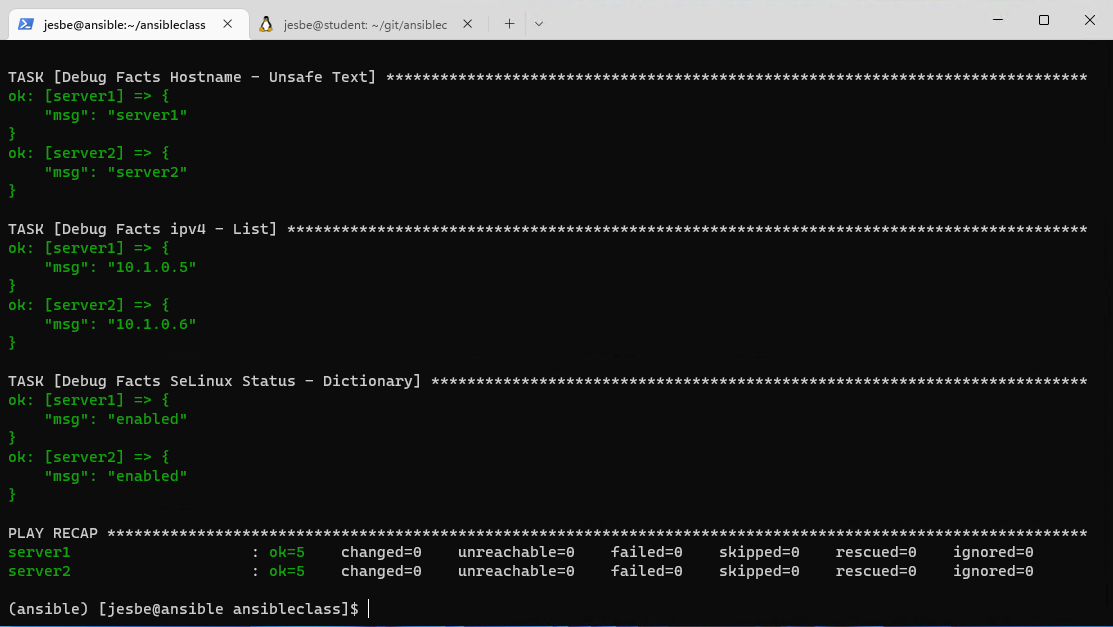 jesbe@ansible:~/ansibleclass
jesbe@student: ~/git/ansiblec
TASK [Debug Facts Hostname - Unsafe Text] ******************************************************************************
ok: [server1] => {
    "msg": "server1"
}
ok: [server2] => {
    "msg": "server2"
}
TASK [Debug Facts ipv4 - List] *****************************************************************************************
ok: [server1] => {
    "msg": "10.1.0.5"
}
ok: [server2] => {
    "msg": "10.1.0.6"
}
TASK [Debug Facts SeLinux Status - Dictionary] *************************************************************************
ok: [server1] => {
    "msg": "enabled"
}
ok: [server2] => {
    "msg": "enabled"
}
PLAY RECAP *************************************************************************************************************
server1                    : ok=5    changed=0    unreachable=0    failed=0    skipped=0    rescued=0    ignored=0
server2                    : ok=5    changed=0    unreachable=0    failed=0    skipped=0    rescued=0    ignored=0
(ansible) [jesbe@ansible ansibleclass]$